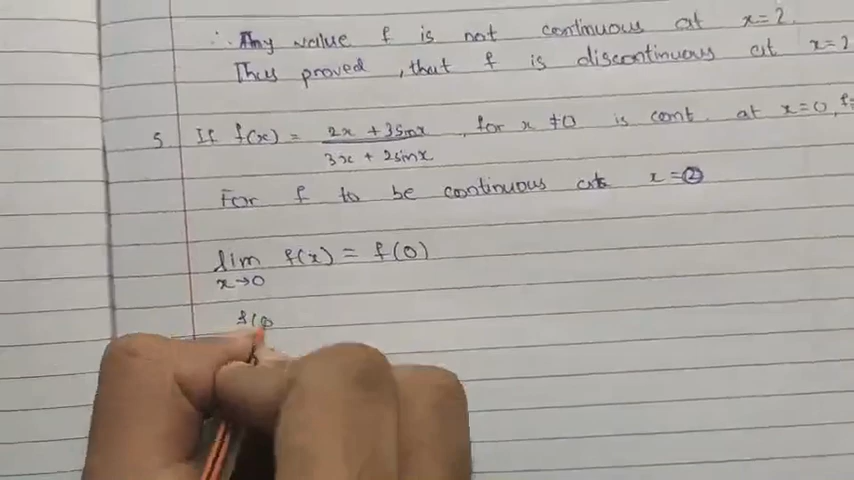 ∴ Any value f is not continuous at x=2.
Thus proved, that f is discontinuous at x=2
5 If f(x) = (2x + 3sinx)/(3x + 2sinx), for x ≠0 is cont. at x=0,
For f to be continuous at x=
lim x→0 f(x) = f(0)
f(0